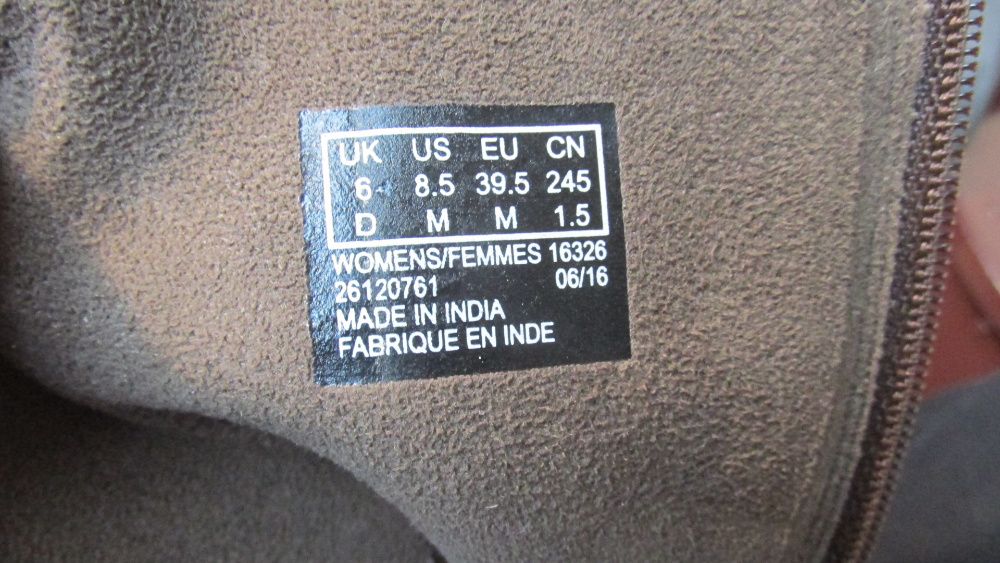 UK US EU CN
6 8.5 39.5 245
D M M 1.5
WOMENS/FEMMES 16326
26120761 06/16
MADE IN INDIA
FABRIQUE EN INDE